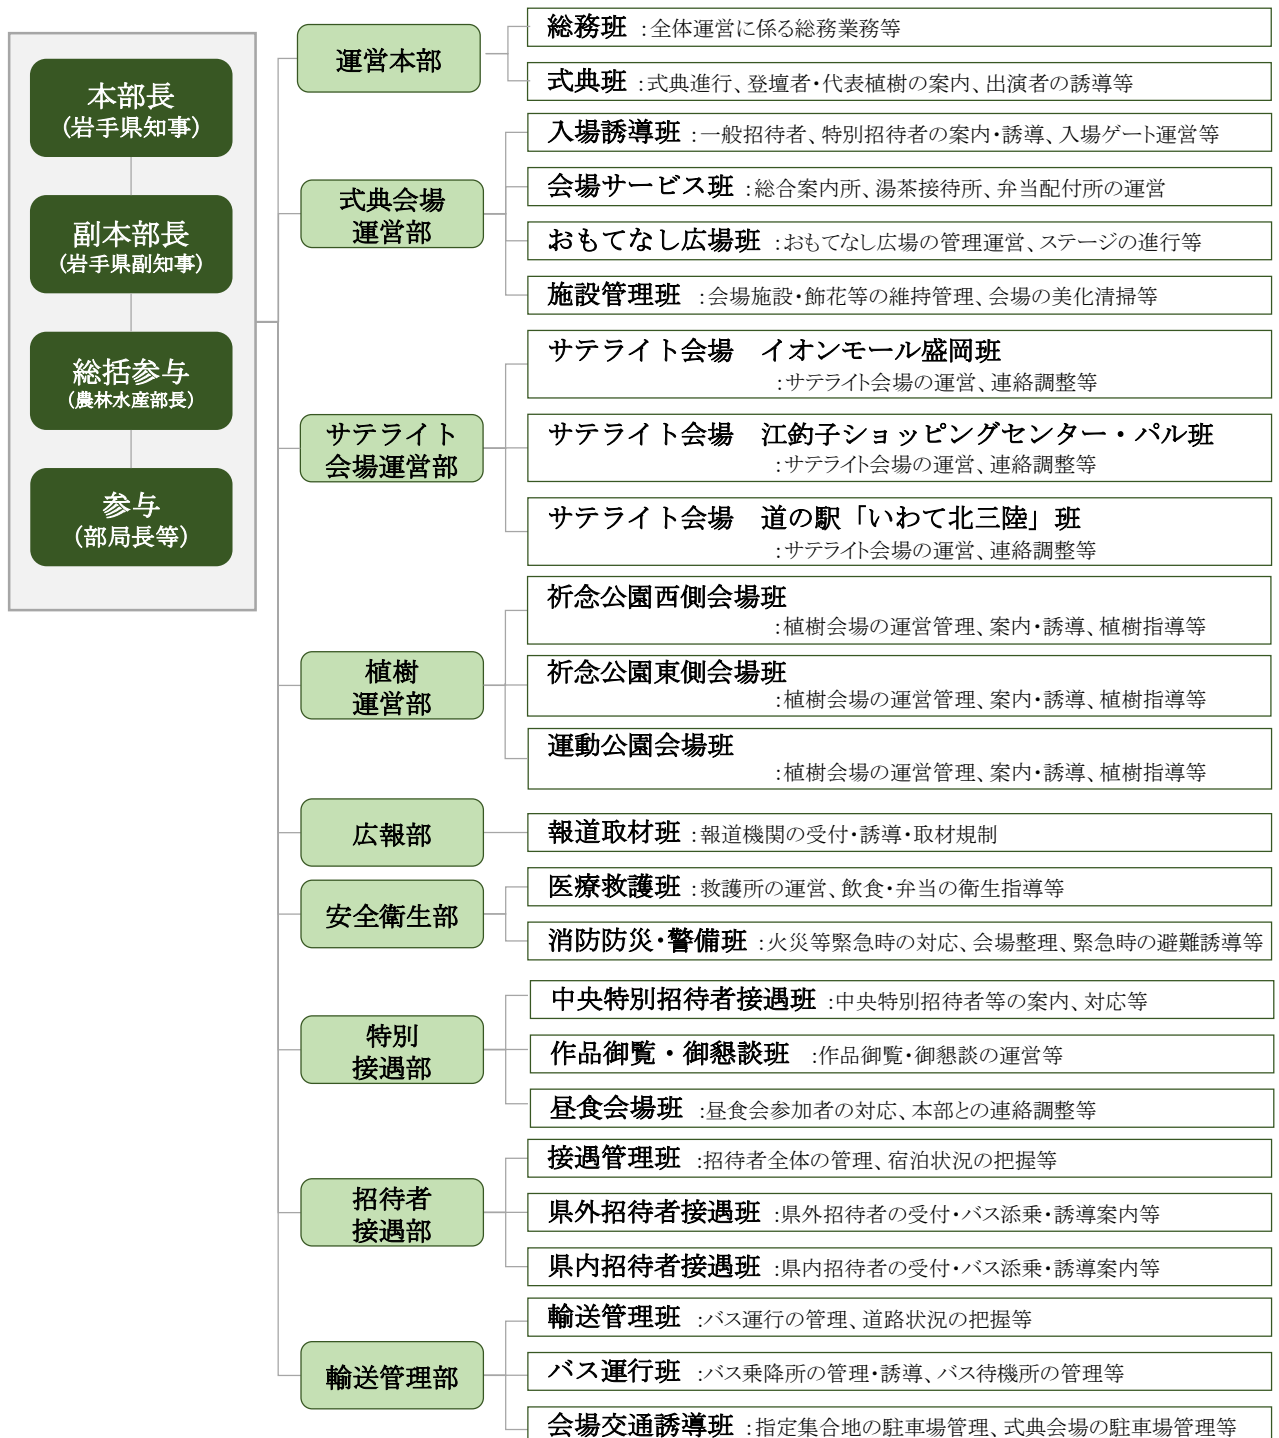 本部長
(岩手県知事)
副本部長
(岩手県副知事)
総括参与
(農林水産部長)
参与
(部局長等)
運営本部
総務班 :全体運営に係る総務業務等
式典班 :式典進行、登壇者・代表植樹の案内、出演者の誘導等
式典会場
運営部
入場誘導班 :一般招待者、特別招待者の案内・誘導、入場ゲート運営等
会場サービス班 :総合案内所、湯茶接待所、弁当配付所の運営
おもてなし広場班 :おもてなし広場の管理運営、ステージの進行等
施設管理班 :会場施設・飾花等の維持管理、会場の美化清掃等
サテライト
会場運営部
サテライト会場 イオンモール盛岡班
:サテライト会場の運営、連絡調整等
サテライト会場 江釣子ショッピングセンター・パル班
:サテライト会場の運営、連絡調整等
サテライト会場 道の駅「いわて北三陸」班
:サテライト会場の運営、連絡調整等
植樹
運営部
祈念公園西側会場班
:植樹会場の運営管理、案内・誘導、植樹指導等
祈念公園東側会場班
:植樹会場の運営管理、案内・誘導、植樹指導等
運動公園会場班
:植樹会場の運営管理、案内・誘導、植樹指導等
広報部
報道取材班 :報道機関の受付・誘導・取材規制
安全衛生部
医療救護班 :救護所の運営、飲食・弁当の衛生指導等
消防防災・警備班 :火災等緊急時の対応、会場整理、緊急時の避難誘導等
特別
接遇部
中央特別招待者接遇班 :中央特別招待者等の案内、対応等
作品御覧・御懇談班 :作品御覧・御懇談の運営等
昼食会場班 :昼食会参加者の対応、本部との連絡調整等
招待者
接遇部
接遇管理班 :招待者全体の管理、宿泊状況の把握等
県外招待者接遇班 :県外招待者の受付・バス添乗・誘導案内等
県内招待者接遇班 :県内招待者の受付・バス添乗・誘導案内等
輸送管理部
輸送管理班 :バス運行の管理、道路状況の把握等
バス運行班 :バス乗降所の管理・誘導、バス待機所の管理等
会場交通誘導班 :指定集合地の駐車場管理、式典会場の駐車場管理等